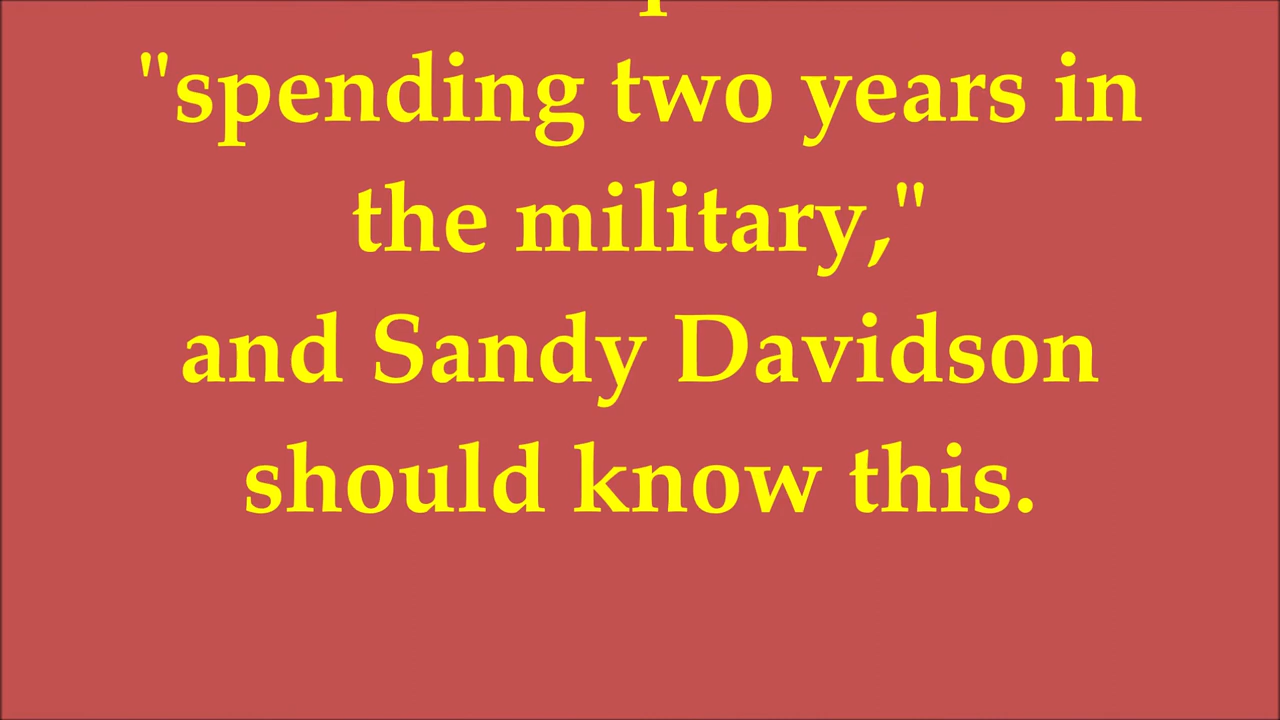 "spending two years in
the military,"
and Sandy Davidson
should know this.